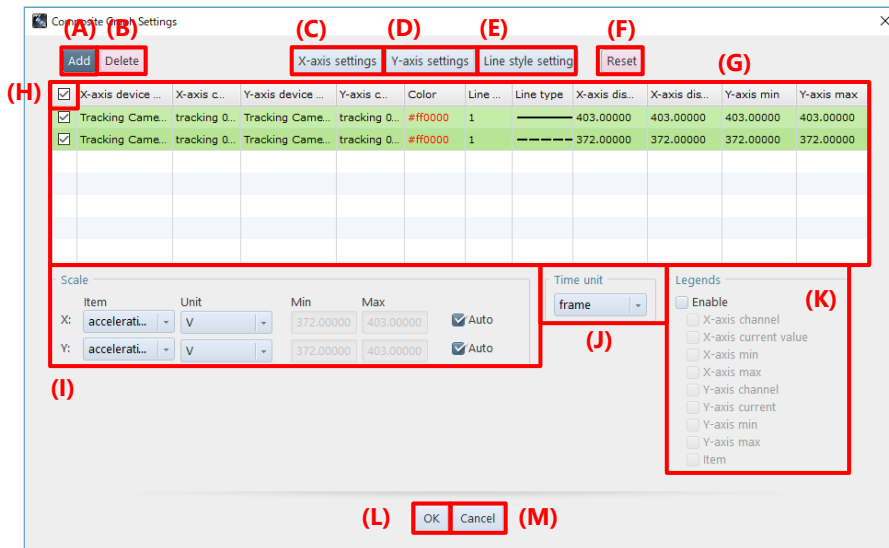 Composite Graph Settings
(A) (B) (C) (D) (E) (F)
Add Delete X-axis settings Y-axis settings Line style setting Reset
(G)
(H)
X-axis device ... X-axis c... Y-axis device ... Y-axis c... Color Line ... Line type X-axis dis... X-axis dis... Y-axis min Y-axis max
Tracking Came... tracking 0... Tracking Came... tracking 0... #ff0000 1 403.00000 403.00000 403.00000 403.00000
Tracking Came... tracking 0... Tracking Came... tracking 0... #ff0000 1 372.00000 372.00000 372.00000 372.00000
Scale
Item Unit Min Max
X: accelerati... V 372.00000 403.00000 Auto
Y: accelerati... V 372.00000 403.00000 Auto
(I)
Time unit
frame
(J)
Legends
Enable
(K)
X-axis channel
X-axis current value
X-axis min
X-axis max
Y-axis channel
Y-axis current
Y-axis min
Y-axis max
Item
(L) OK Cancel (M)